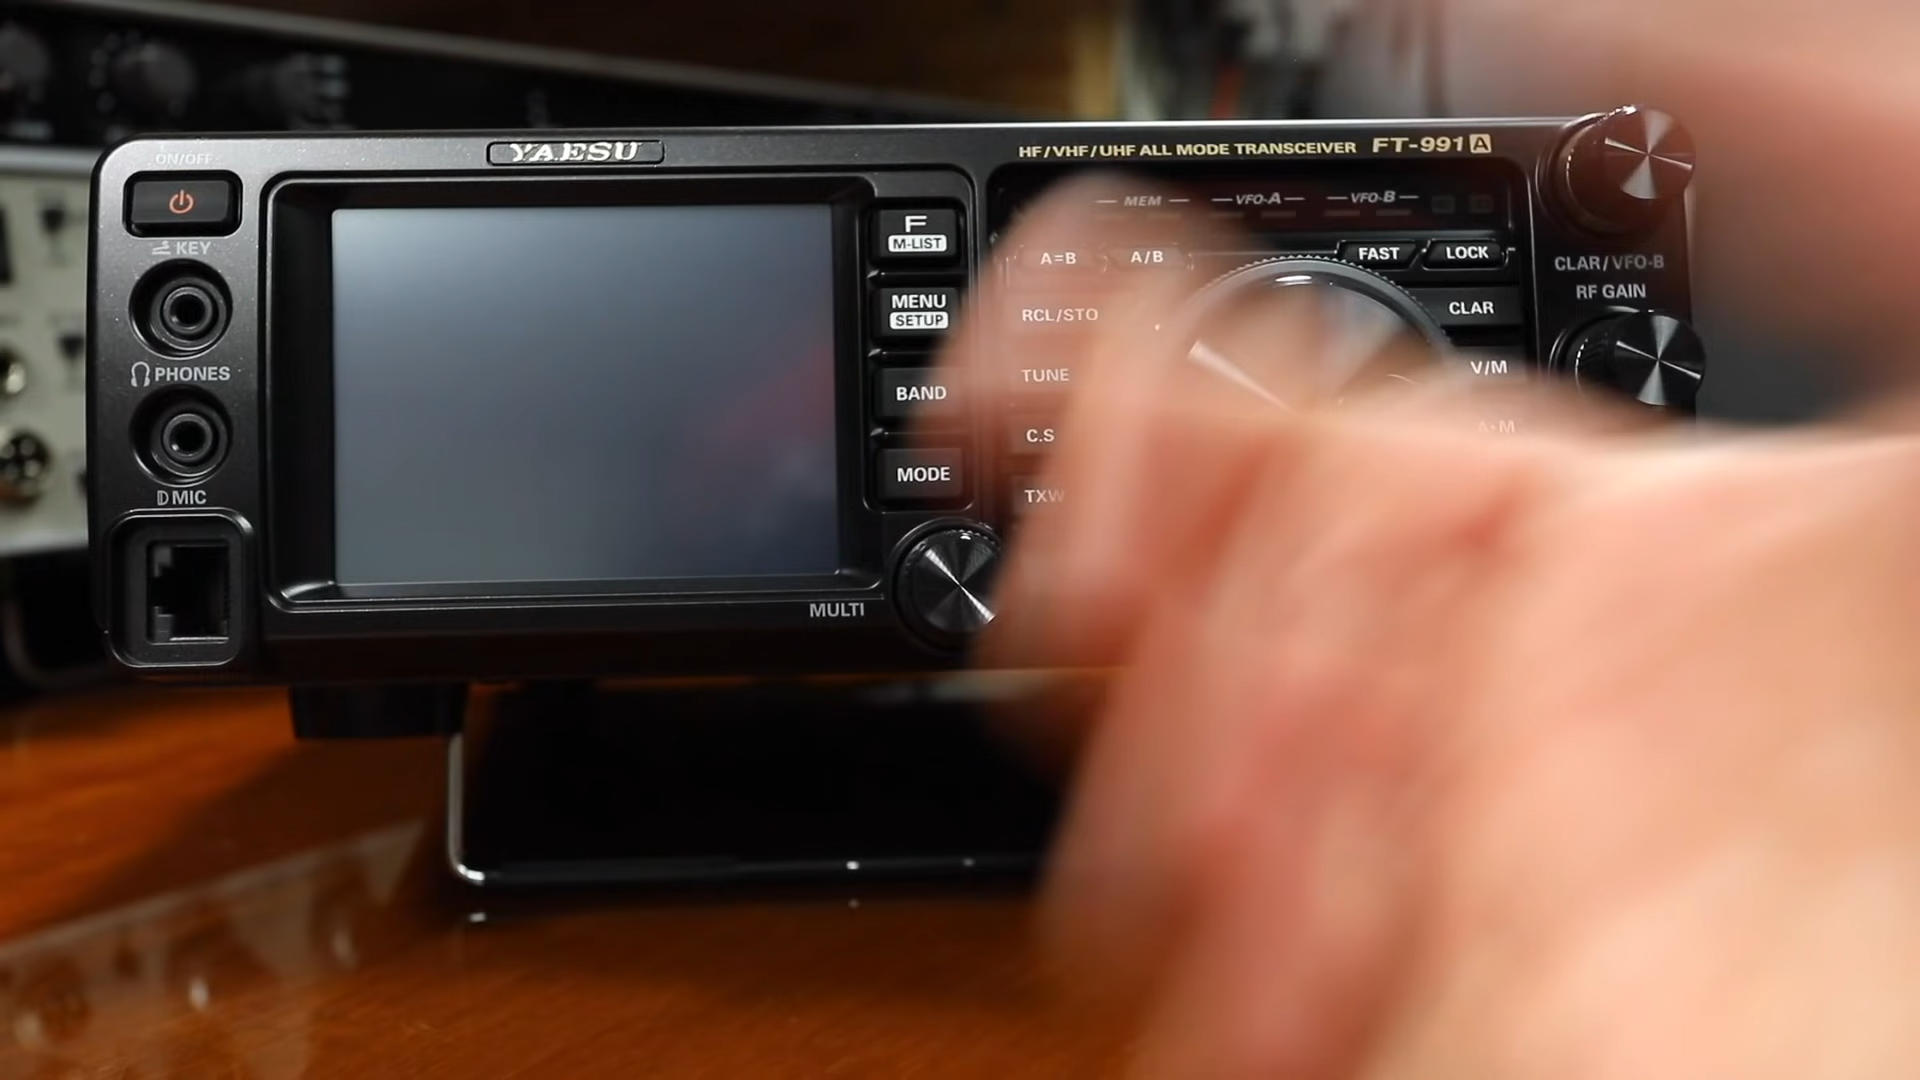 ON/OFF
YAESU
HF/VHF/UHF ALL MODE TRANSCEIVER FT-991A
MEM
VFO-A
VFO-B
KEY
F
M-LIST
A=B
A/B
FAST
LOCK
CLAR/VFO-B
RF GAIN
MENU
SETUP
RCL/STO
CLAR
PHONES
BAND
TUNE
V/M
C.S
MODE
MIC
TXW
MULTI